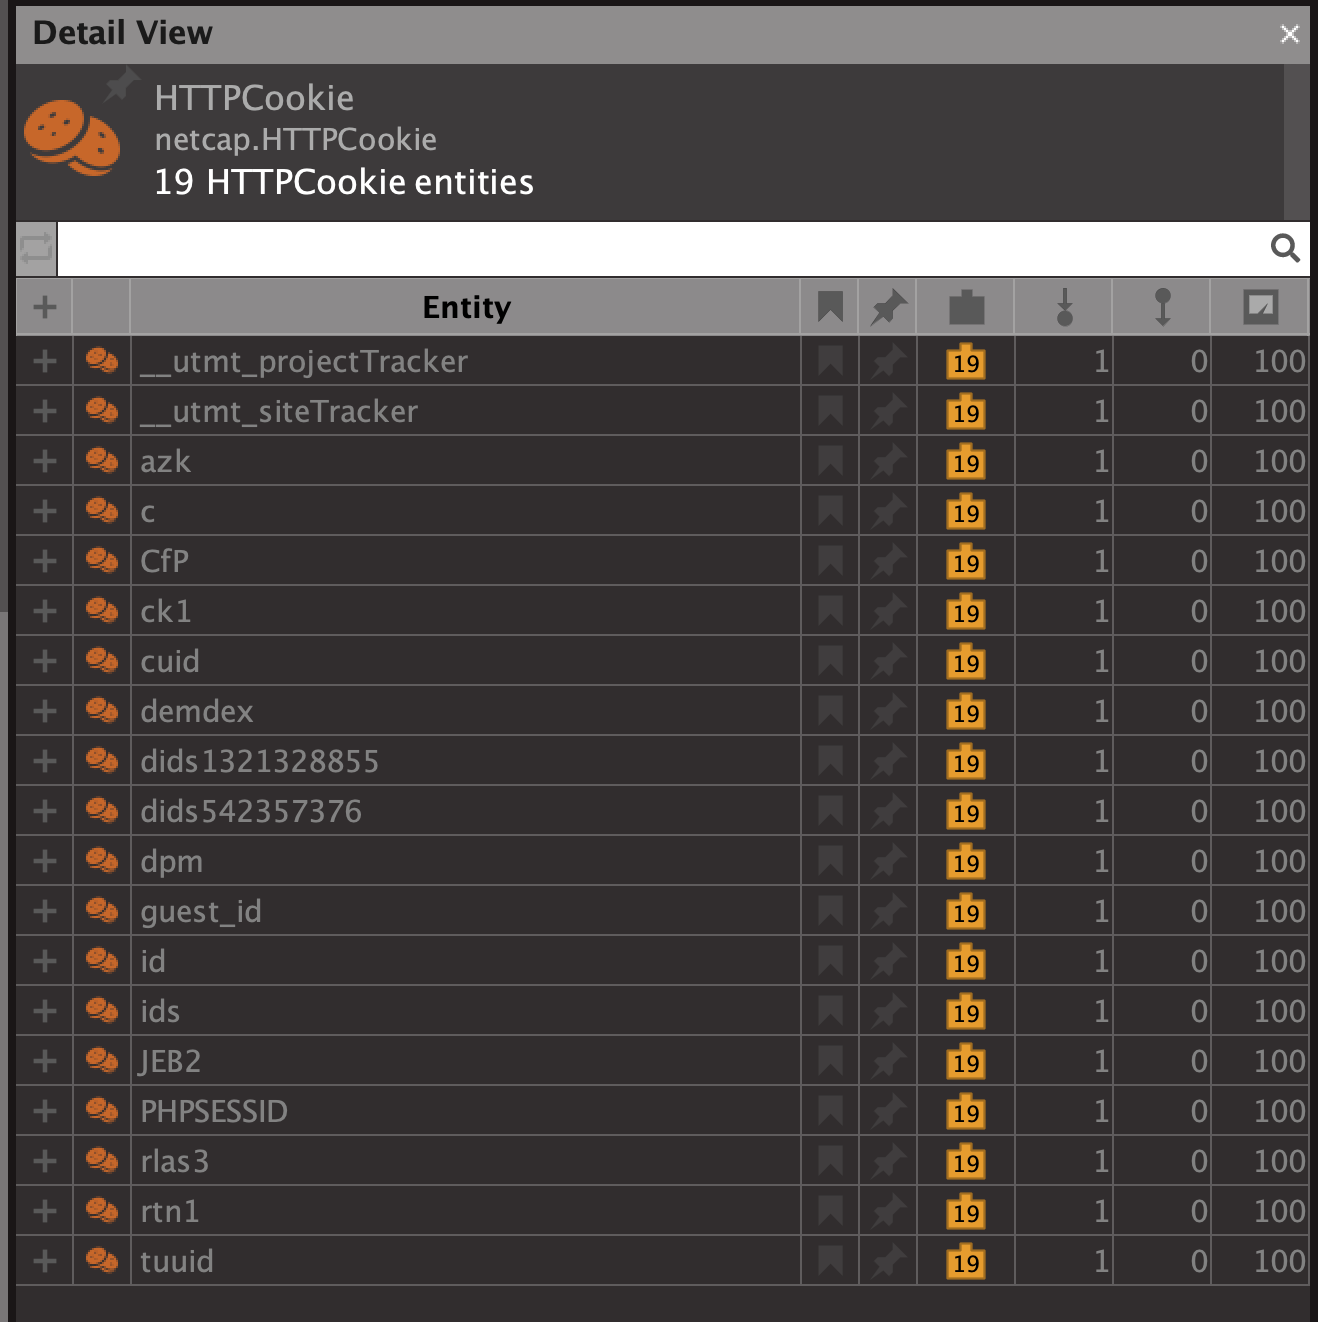 Detail View
HTTPCookie
netcap.HTTPCookie
19 HTTPCookie entities
Entity
__utmt_projectTracker 19 1 0 100
__utmt_siteTracker 19 1 0 100
azk 19 1 0 100
c 19 1 0 100
CfP 19 1 0 100
ck1 19 1 0 100
cuid 19 1 0 100
demdex 19 1 0 100
dids1321328855 19 1 0 100
dids542357376 19 1 0 100
dpm 19 1 0 100
guest_id 19 1 0 100
id 19 1 0 100
ids 19 1 0 100
JEB2 19 1 0 100
PHPSESSID 19 1 0 100
rlas3 19 1 0 100
rtn1 19 1 0 100
tuuid 19 1 0 100